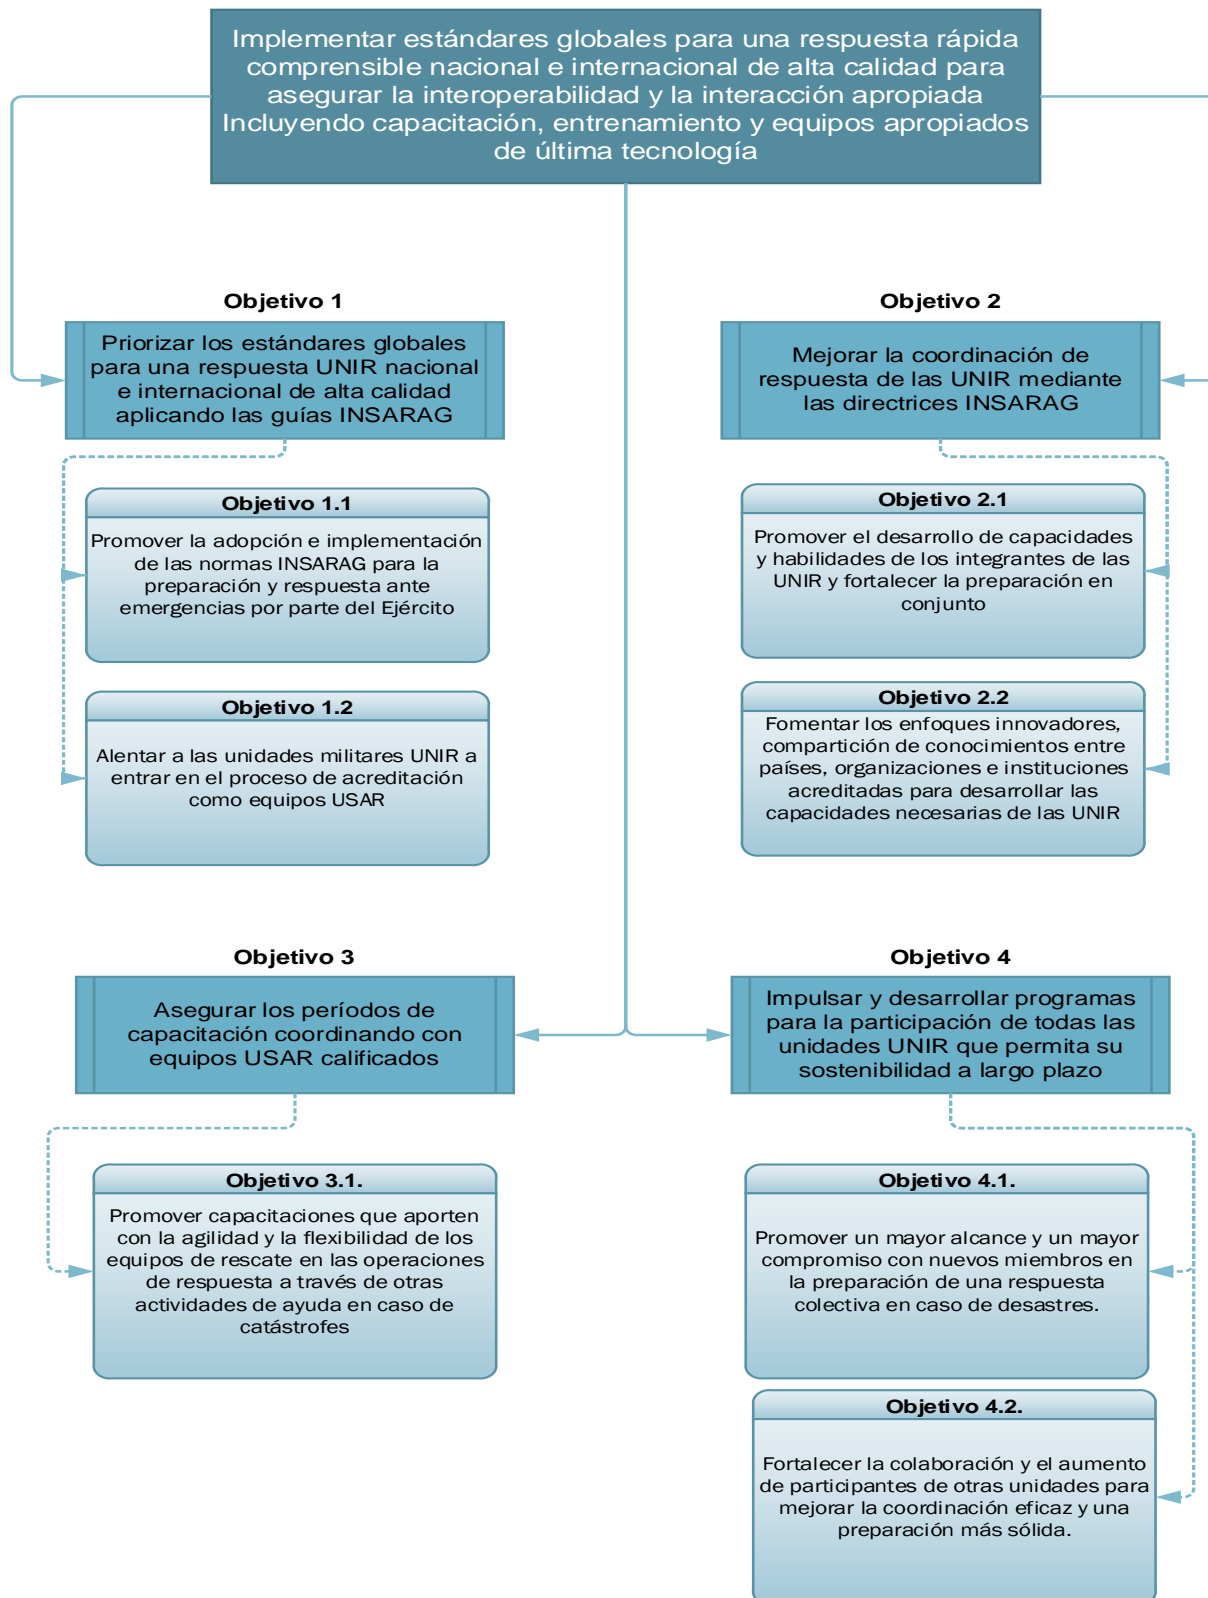 Implementar estándares globales para una respuesta rápida
comprensible nacional e internacional de alta calidad para
asegurar la interoperabilidad y la interacción apropiada
Incluyendo capacitación, entrenamiento y equipos apropiados
de última tecnología
Objetivo 1
Priorizar los estándares globales
para una respuesta UNIR nacional
e internacional de alta calidad
aplicando las guías INSARAG
Objetivo 1.1
Promover la adopción e implementación
de las normas INSARAG para la
preparación y respuesta ante
emergencias por parte del Ejército
Objetivo 1.2
Alentar a las unidades militares UNIR a
entrar en el proceso de acreditación
como equipos USAR
Objetivo 2
Mejorar la coordinación de
respuesta de las UNIR mediante
las directrices INSARAG
Objetivo 2.1
Promover el desarrollo de capacidades
y habilidades de los integrantes de las
UNIR y fortalecer la preparación en
conjunto
Objetivo 2.2
Fomentar los enfoques innovadores,
compartición de conocimientos entre
países, organizaciones e instituciones
acreditadas para desarrollar las
capacidades necesarias de las UNIR
Objetivo 3
Asegurar los períodos de
capacitación coordinando con
equipos USAR calificados
Objetivo 3.1.
Promover capacitaciones que aporten
con la agilidad y la flexibilidad de los
equipos de rescate en las operaciones
de respuesta a través de otras
actividades de ayuda en caso de
catástrofes
Objetivo 4
Impulsar y desarrollar programas
para la participación de todas las
unidades UNIR que permita su
sostenibilidad a largo plazo
Objetivo 4.1.
Promover un mayor alcance y un mayor
compromiso con nuevos miembros en
la preparación de una respuesta
colectiva en caso de desastres.
Objetivo 4.2.
Fortalecer la colaboración y el aumento
de participantes de otras unidades para
mejorar la coordinación eficaz y una
preparación más sólida.